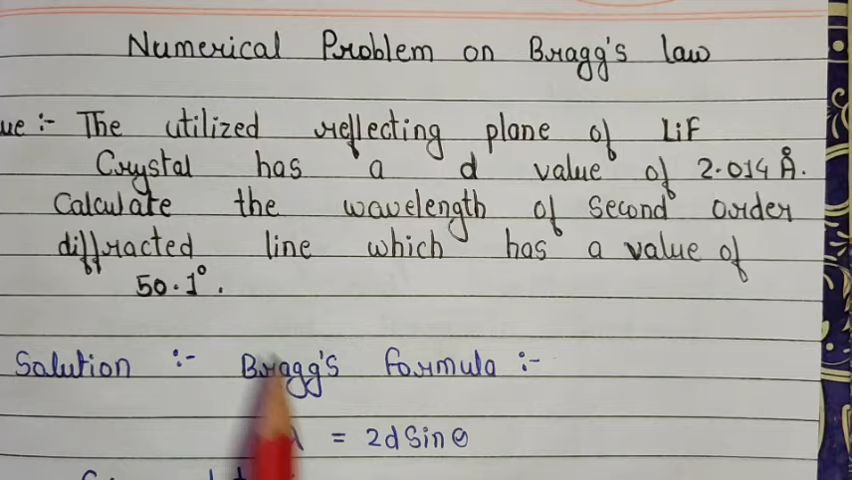 Numerical Problem on Bragg's law
ue :- The utilized reflecting plane of LiF
Crystal has a d value of 2.014 Å.
Calculate the wavelength of Second order
diffracted line which has a value of
50.1°.
Solution :- Bragg's formula :-
= 2d Sin θ